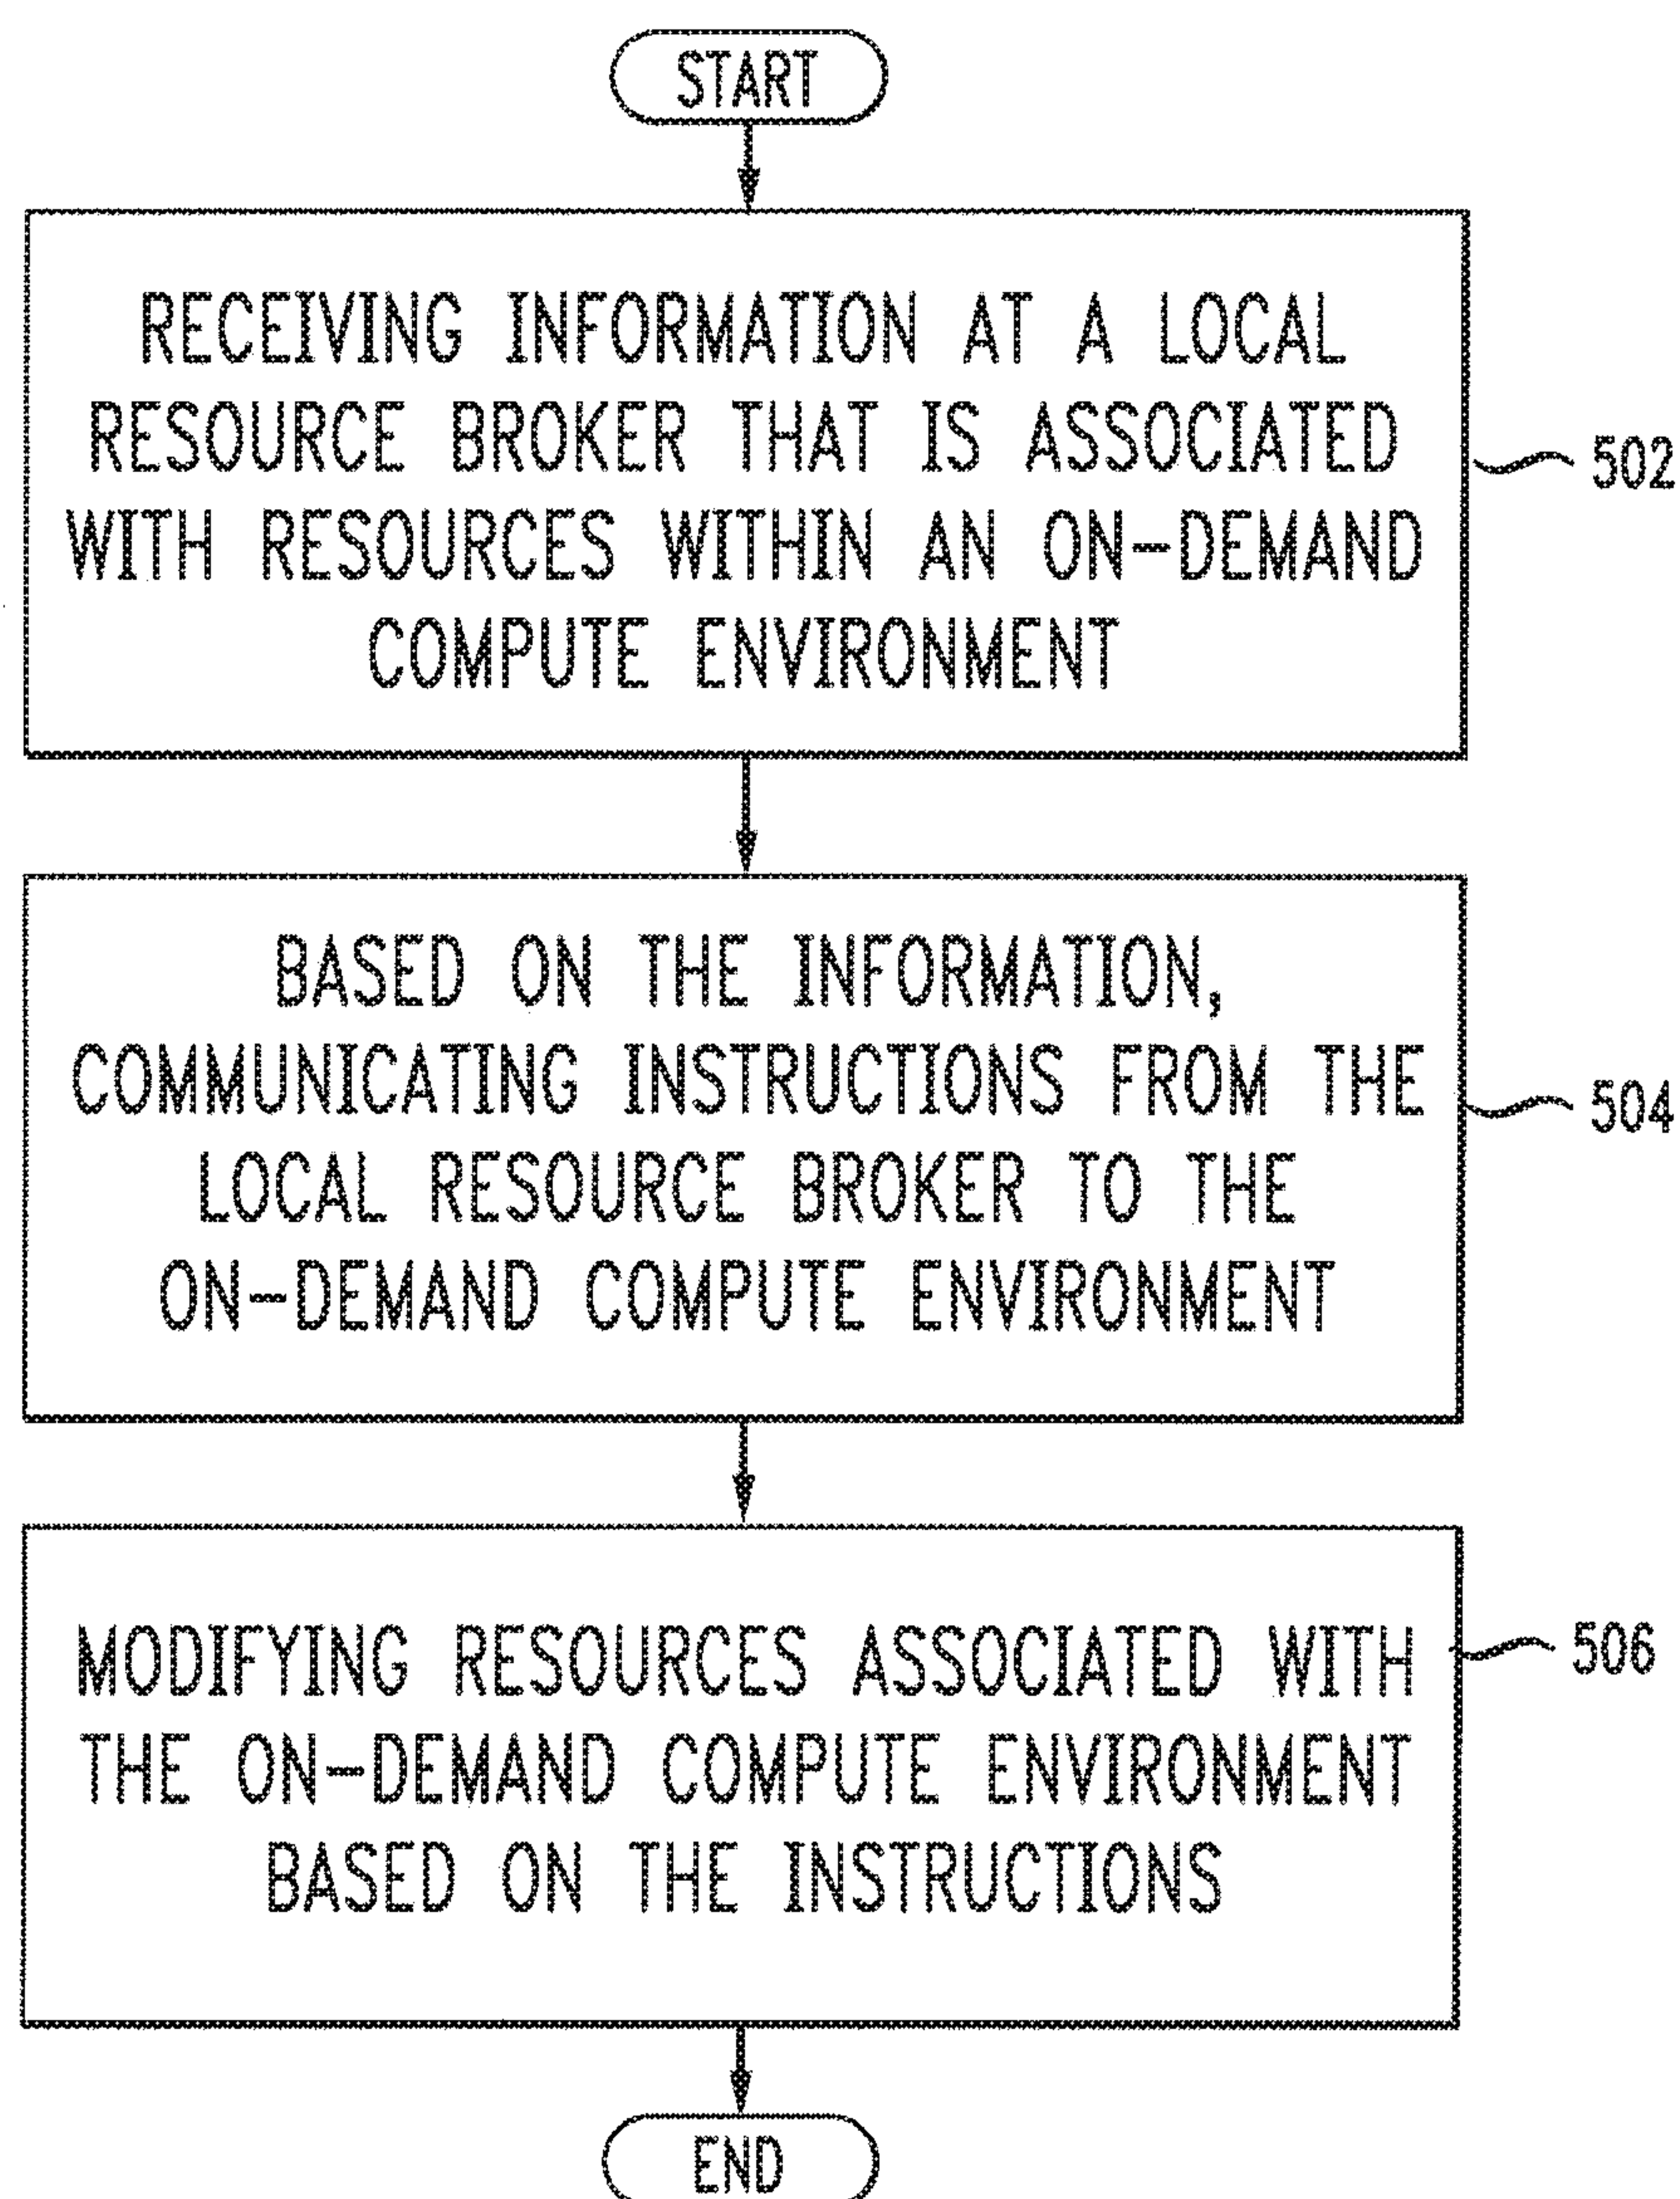 START
RECEIVING INFORMATION AT A LOCAL
RESOURCE BROKER THAT IS ASSOCIATED
WITH RESOURCES WITHIN AN ON-DEMAND
COMPUTE ENVIRONMENT
502
BASED ON THE INFORMATION,
COMMUNICATING INSTRUCTIONS FROM THE
LOCAL RESOURCE BROKER TO THE
ON-DEMAND COMPUTE ENVIRONMENT
504
MODIFYING RESOURCES ASSOCIATED WITH
THE ON-DEMAND COMPUTE ENVIRONMENT
BASED ON THE INSTRUCTIONS
506
END